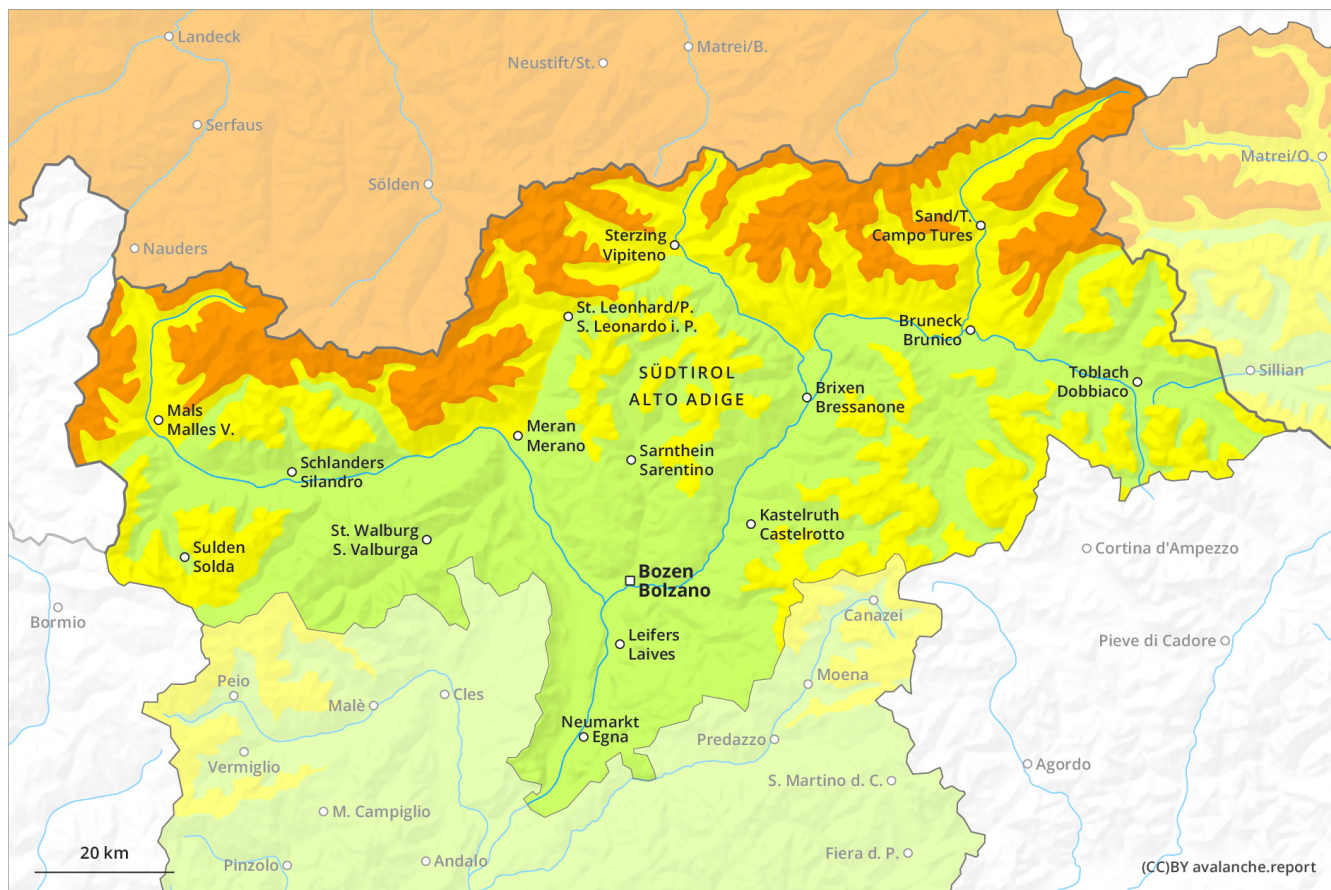 Landeck
Matrei/B.
Neustift/St.
Serfaus
Matrei/O.
Sölden
Sand/T.
Campo Tures
Sterzing
Vipiteno
Nauders
St. Leonhard/P.
S. Leonardo i. P.
Bruneck
Brunico
SÜDTIROL
ALTO ADIGE
Toblach
Dobbiaco
Sillian
Brixen
Bressanone
Mals
Malles V.
Meran
Merano
Sarnthein
Sarentino
Schlanders
Silandro
Kastelruth
Castelrotto
St. Walburg
S. Valburga
Sulden
Solda
Cortina d'Ampezzo
Bozen
Bolzano
Bormio
Canazei
Leifers
Laives
Pieve di Cadore
Moena
Peio
Cles
Malè
Neumarkt
Egna
Predazzo
Vermiglio
Agordo
S. Martino d. C.
M. Campiglio
20 km
Fiera d. P.
Pinzolo
Andalo
(CC)BY avalanche.report